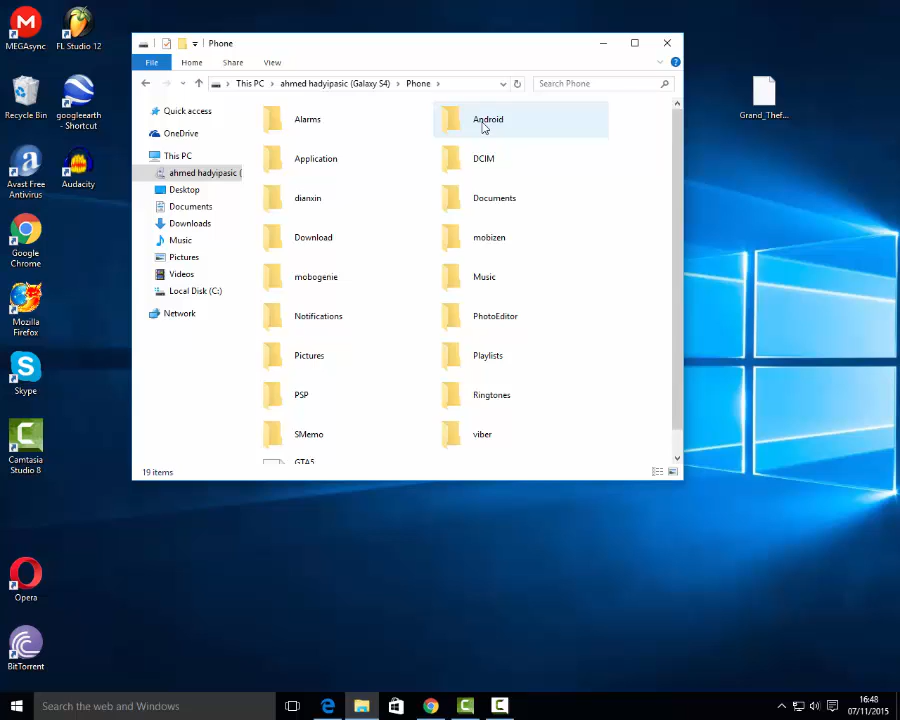 MEGAsync
FL Studio 12
Recycle Bin
googleearth
- Shortcut
Avast Free
Antivirus
Audacity
Google
Chrome
Mozilla
Firefox
Skype
Camtasia
Studio 8
Opera
BitTorrent
Grand_Thef...
Phone
File
Home
Share
View
This PC
ahmed hadyipasic (Galaxy S4)
Phone
Search Phone
Quick access
OneDrive
This PC
ahmed hadyipasic (
Desktop
Documents
Downloads
Music
Pictures
Videos
Local Disk (C:)
Network
Alarms
Android
Application
DCIM
dianxin
Documents
Download
mobizen
mobogenie
Music
Notifications
PhotoEditor
Pictures
Playlists
PSP
Ringtones
SMemo
viber
GTA5
19 items
Search the web and Windows
16:48
07/11/2015